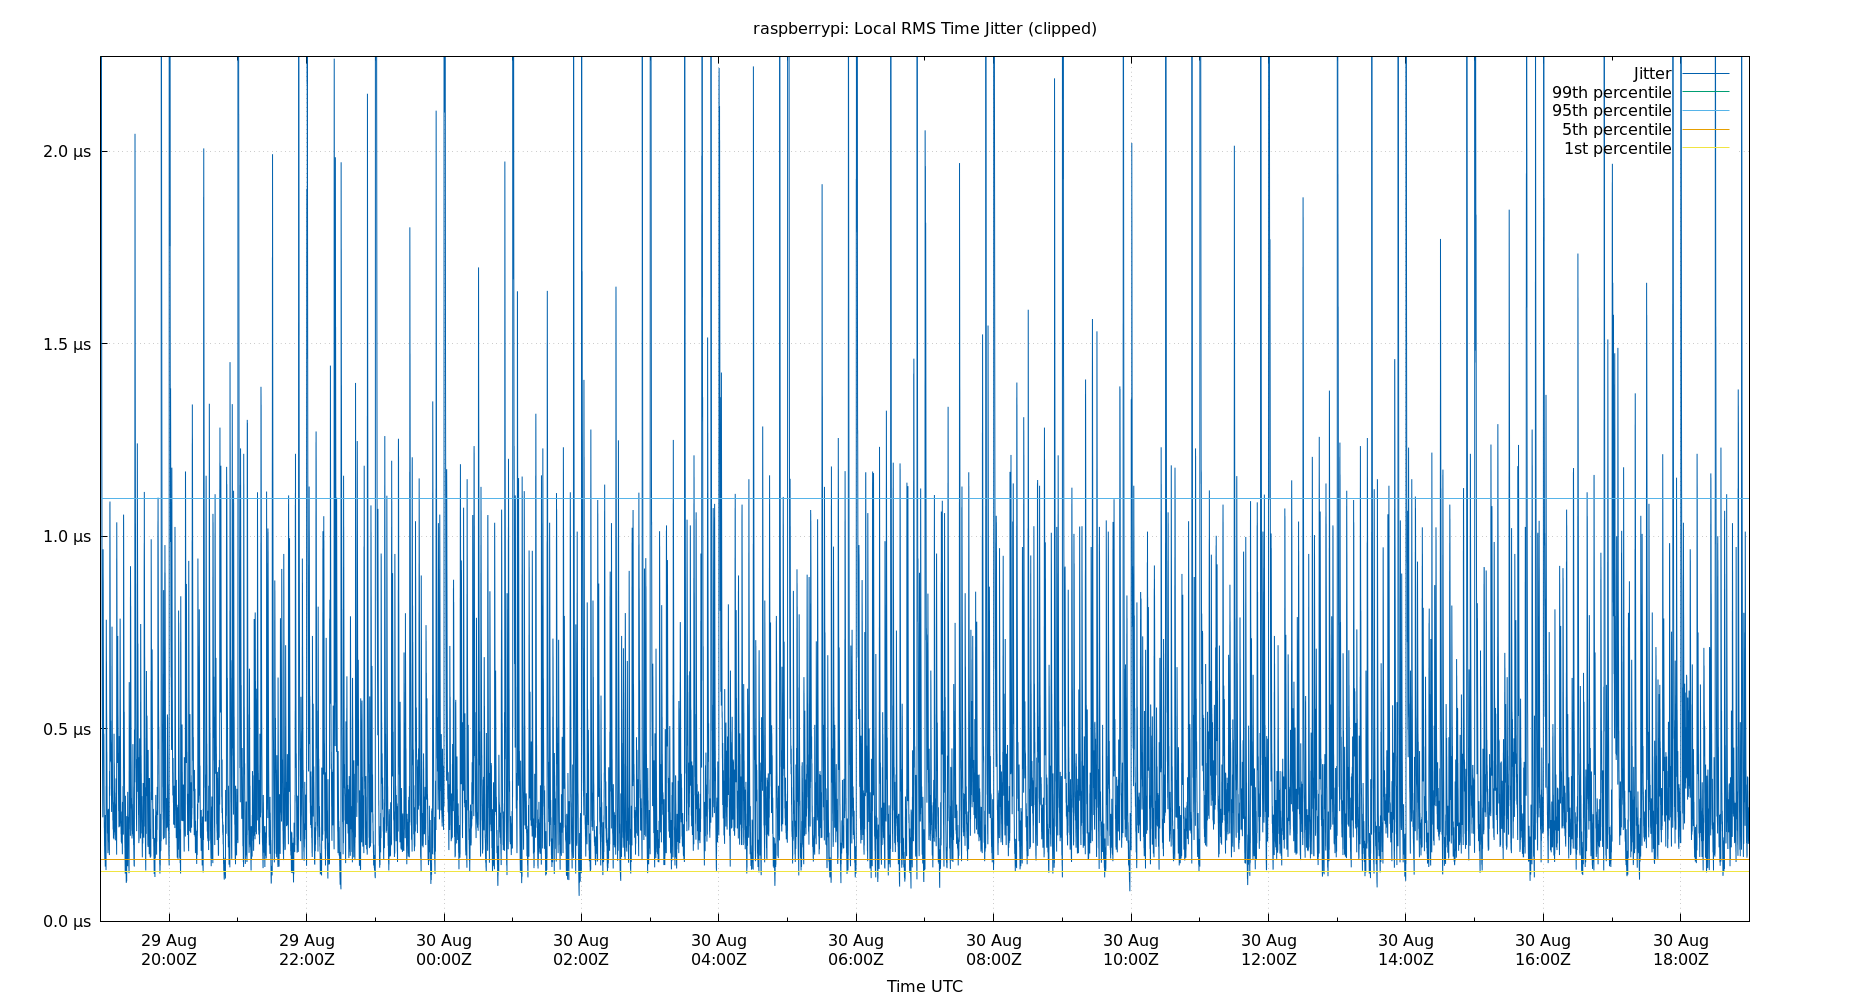 raspberrypi: Local RMS Time Jitter (clipped)
Jitter
99th percentile
95th percentile
5th percentile
1st percentile
2.0 µs
1.5 µs
1.0 µs
0.5 µs
0.0 µs
29 Aug 29 Aug 30 Aug 30 Aug 30 Aug 30 Aug 30 Aug 30 Aug 30 Aug 30 Aug 30 Aug 30 Aug
20:00Z 22:00Z 00:00Z 02:00Z 04:00Z 06:00Z 08:00Z 10:00Z 12:00Z 14:00Z 16:00Z 18:00Z
Time UTC